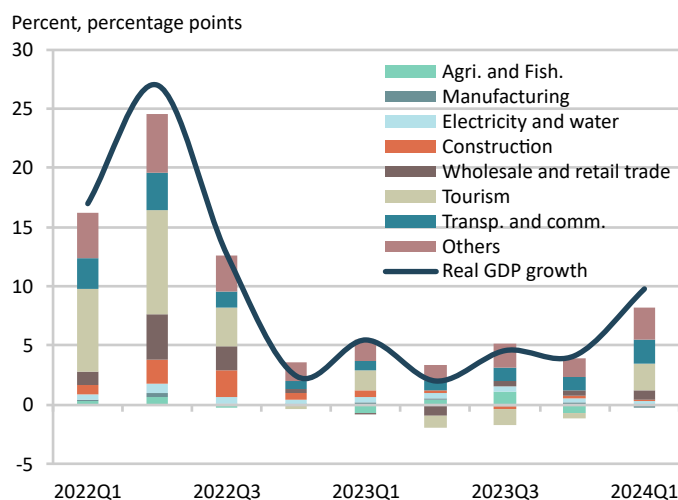 Percent, percentage points
30
25
20
15
10
5
0
-5
Agri. and Fish.
Manufacturing
Electricity and water
Construction
Wholesale and retail trade
Tourism
Transp. and comm.
Others
Real GDP growth
2022Q1 2022Q3 2023Q1 2023Q3 2024Q1